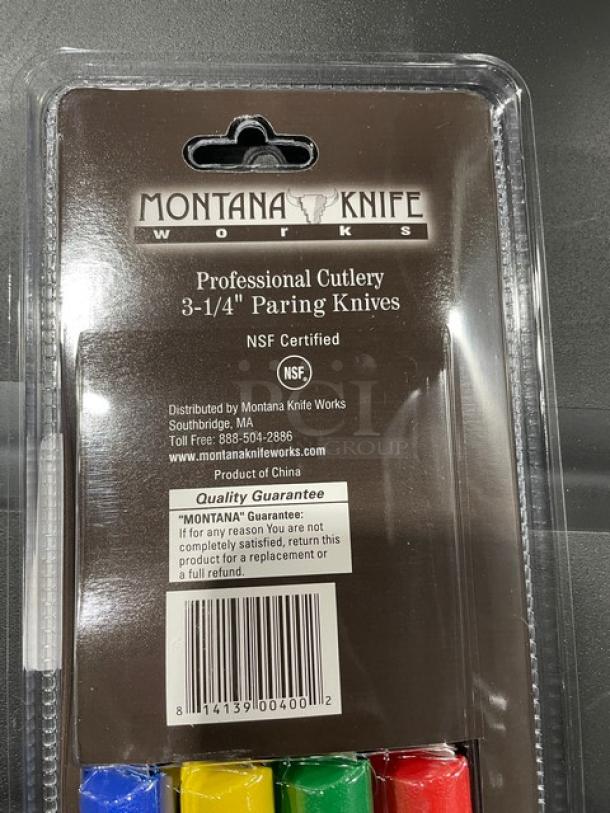 MONTANA KNIFE
works
Professional Cutlery
3-1/4" Paring Knives
NSF Certified
NSF®
Distributed by Montana Knife Works
Southbridge, MA
Toll Free: 888-504-2886
www.montanaknifeworks.com
Product of China
Quality Guarantee
"MONTANA" Guarantee:
If for any reason You are not
completely satisfied, return this
product for a replacement or
a full refund.
8 14139 00400 2
PCI
GROUP